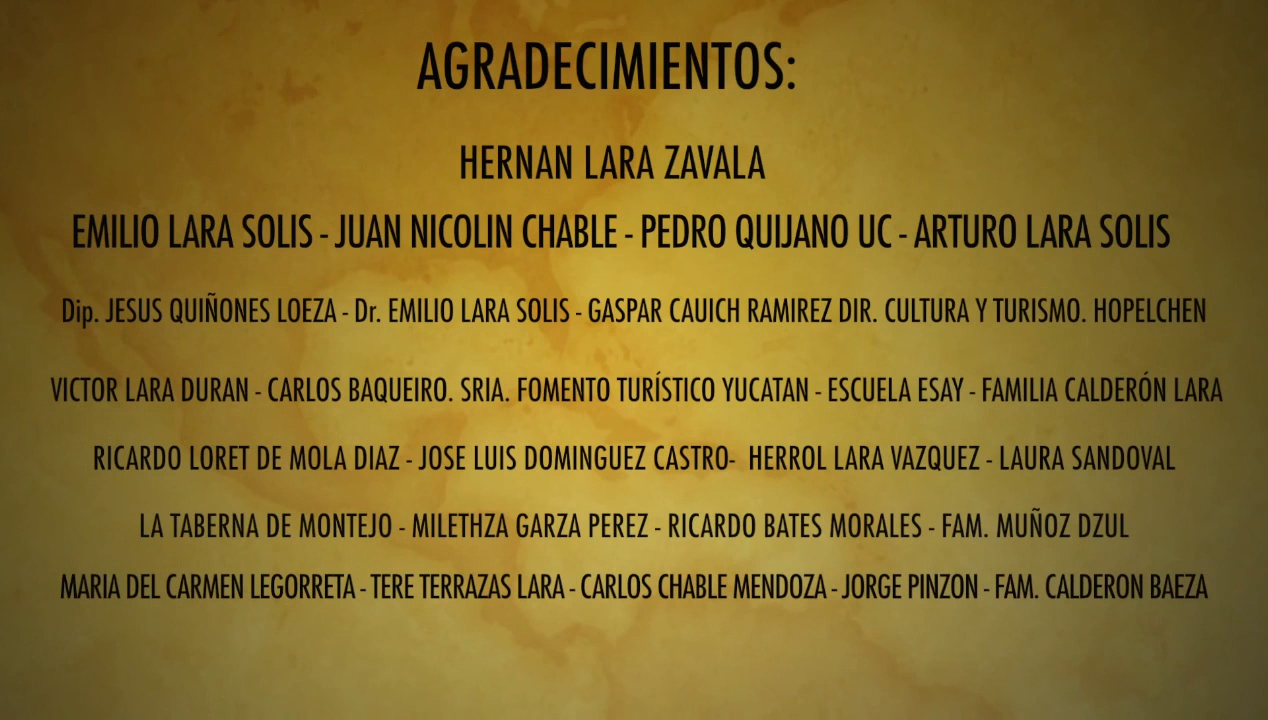 AGRADECIMIENTOS:
HERNAN LARA ZAVALA
EMILIO LARA SOLIS - JUAN NICOLIN CHABLE - PEDRO QUIJANO UC - ARTURO LARA SOLIS
Dip. JESUS QUIÑONES LOEZA - Dr. EMILIO LARA SOLIS - GASPAR CAUICH RAMIREZ DIR. CULTURA Y TURISMO. HOPELCHEN
VICTOR LARA DURAN - CARLOS BAQUEIRO. SRIA. FOMENTO TURÍSTICO YUCATAN - ESCUELA ESAY - FAMILIA CALDERÓN LARA
RICARDO LORET DE MOLA DIAZ - JOSE LUIS DOMINGUEZ CASTRO- HERROL LARA VAZQUEZ - LAURA SANDOVAL
LA TABERNA DE MONTEJO - MILETHZA GARZA PEREZ - RICARDO BATES MORALES - FAM. MUÑOZ DZUL
MARIA DEL CARMEN LEGORRETA - TERE TERRAZAS LARA - CARLOS CHABLE MENDOZA - JORGE PINZON - FAM. CALDERON BAEZA